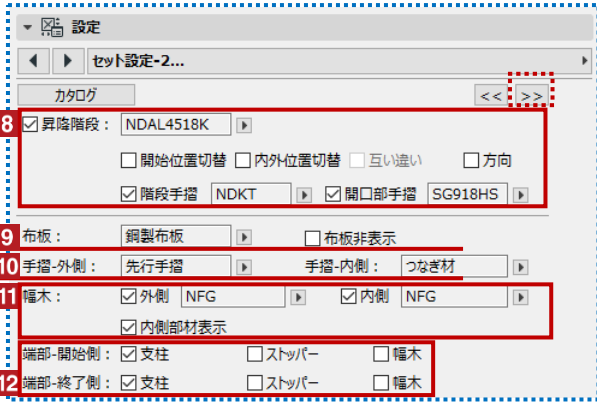 設定
セット設定-2...
カタログ << >>
8 昇降階段： NDAL4518K
開始位置切替 内外位置切替 互い違い 方向
階段手摺 NDKT 開口部手摺 SG918HS
9 布板： 鋼製布板 布板非表示
10 手摺-外側： 先行手摺 手摺-内側： つなぎ材
11 幅木： 外側 NFG 内側 NFG
内側部材表示
端部-開始側： 支柱 ストッパー 幅木
12 端部-終了側： 支柱 ストッパー 幅木